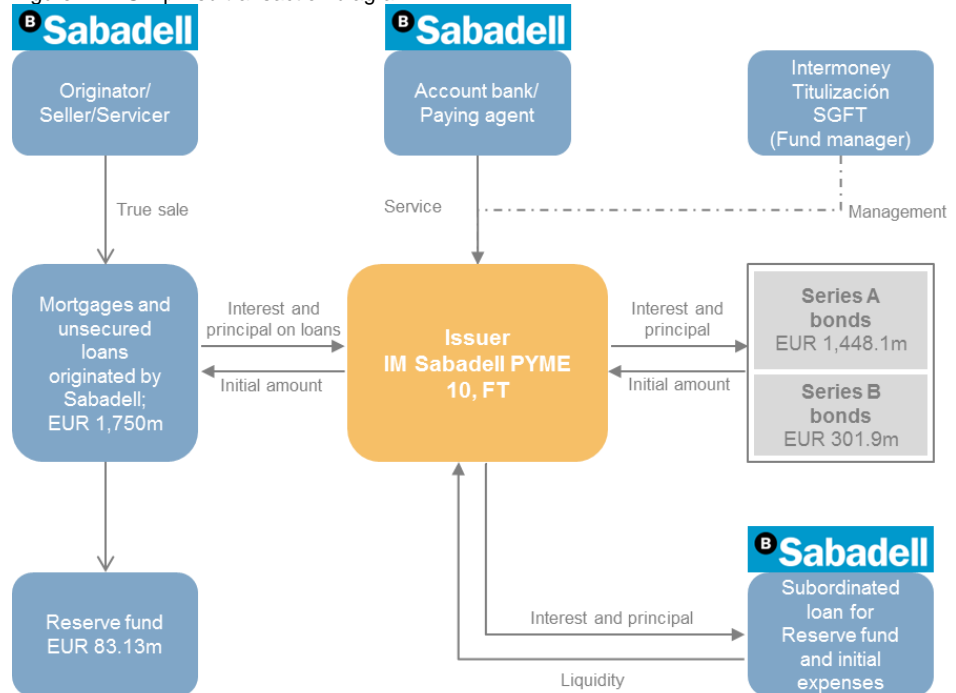 B Sabadell
Originator/
Seller/Servicer
B Sabadell
Account bank/
Paying agent
Intermoney
Titulización
SGFT
(Fund manager)
True sale
Service
Management
Mortgages and
unsecured
loans
originated by
Sabadell;
EUR 1,750m
Interest and
principal on loans
Initial amount
Issuer
IM Sabadell PYME
10, FT
Interest and
principal
Initial amount
Series A
bonds
EUR 1,448.1m
Series B
bonds
EUR 301.9m
Reserve fund
EUR 83.13m
Interest and principal
Liquidity
B Sabadell
Subordinated
loan for
Reserve fund
and initial
expenses